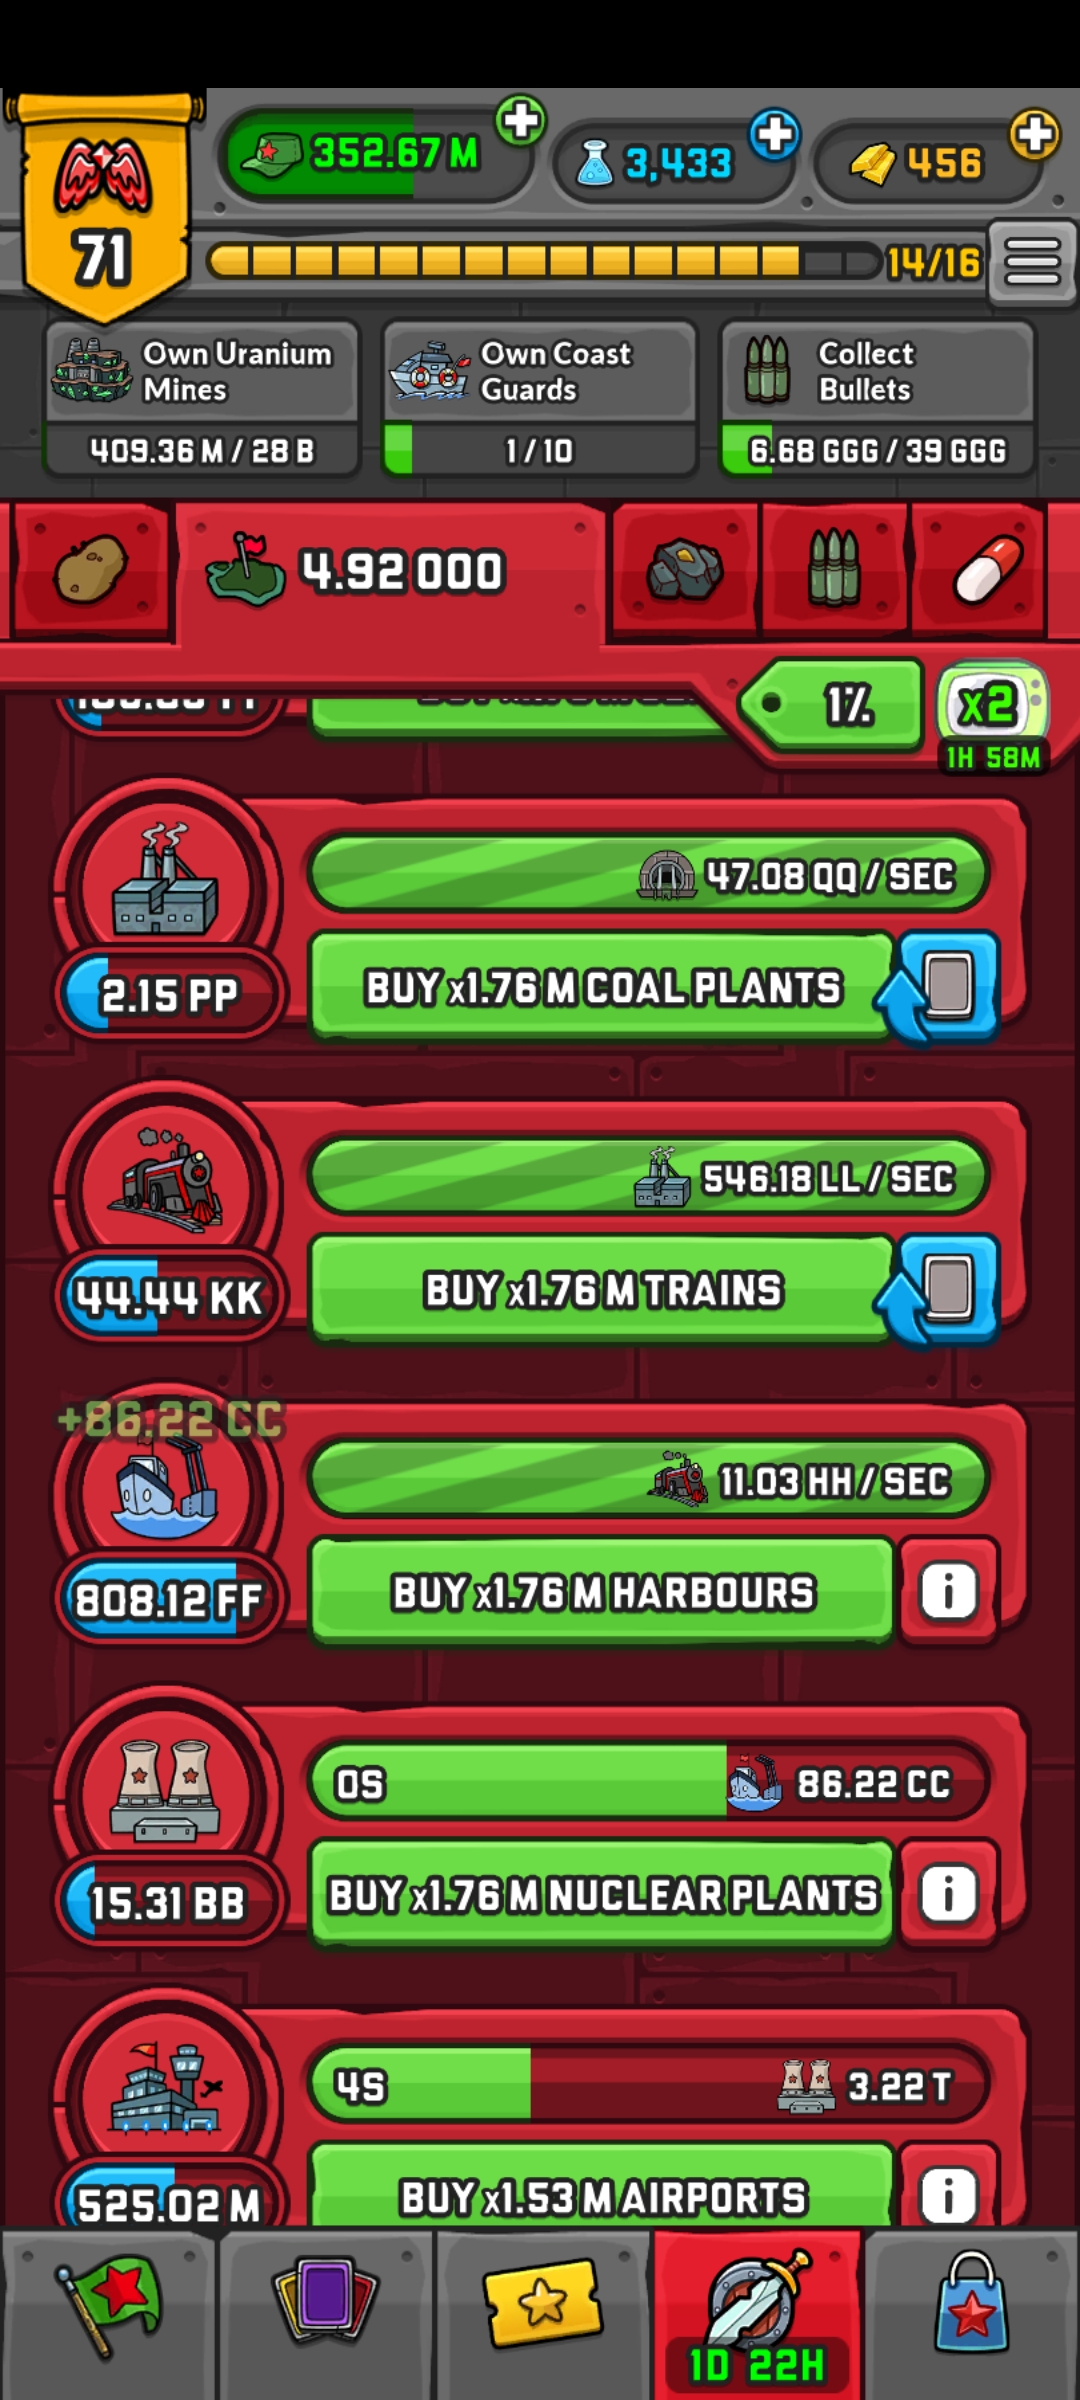 352.67 M
3,433
456
71
14/16
Own Uranium
Mines
409.36 M / 28 B
Own Coast
Guards
1 / 10
Collect
Bullets
6.68 GGG / 39 GGG
4.92 000
1%
x2
1H 58M
47.08 QQ / SEC
2.15 PP
BUY x1.76 M COAL PLANTS
546.18 LL / SEC
44.44 KK
BUY x1.76 M TRAINS
+86.22 CC
11.03 HH / SEC
808.12 FF
BUY x1.76 M HARBOURS
i
0S
86.22 CC
15.31 BB
BUY x1.76 M NUCLEAR PLANTS
i
4S
3.22 T
525.02 M
BUY x1.53 M AIRPORTS
i
1D 22H